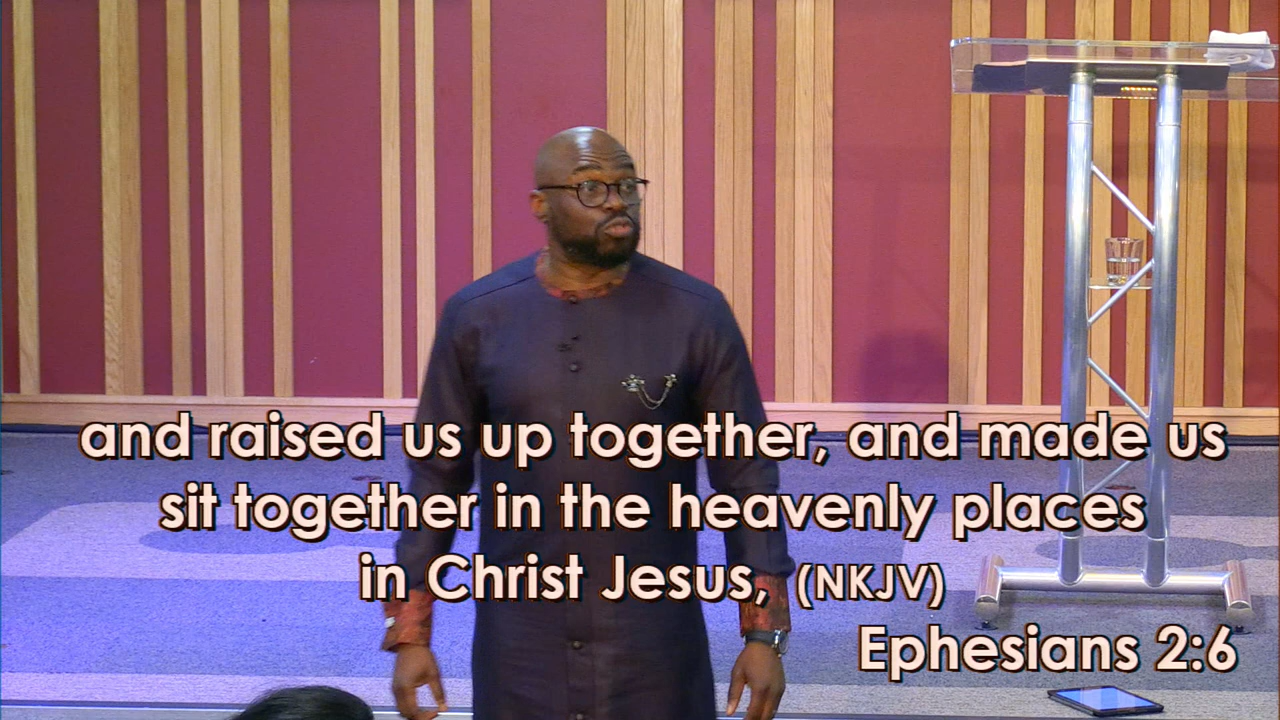 and raised us up together, and made us
sit together in the heavenly places
in Christ Jesus, (NKJV)
Ephesians 2:6